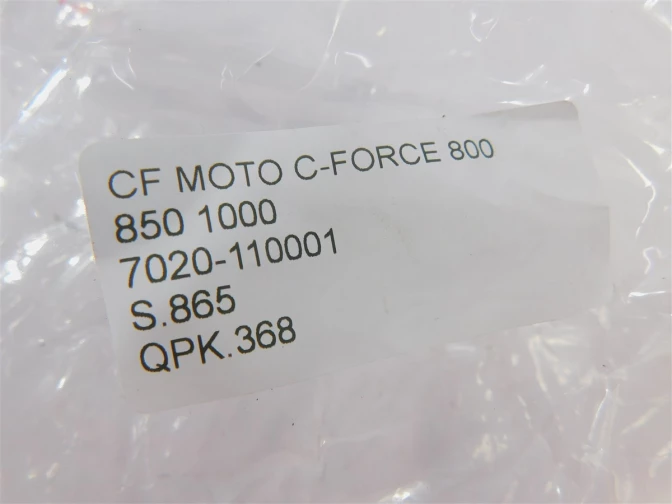 CF MOTO C-FORCE 800
850 1000
7020-110001
S.865
QPK.368